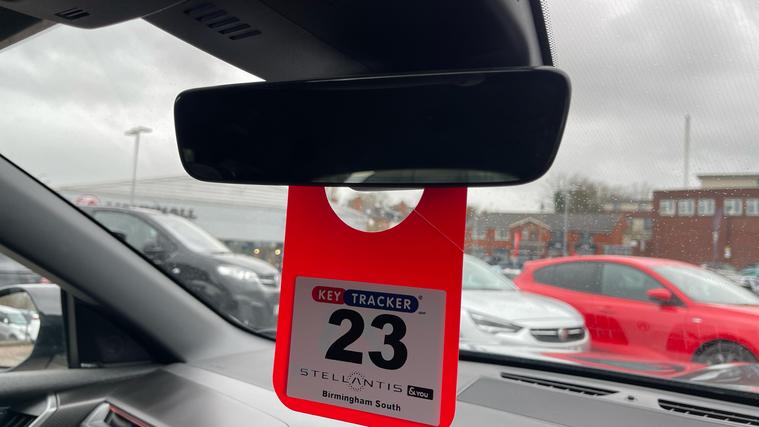 KEY TRACKER®
23
STELLANTIS &YOU
Birmingham South